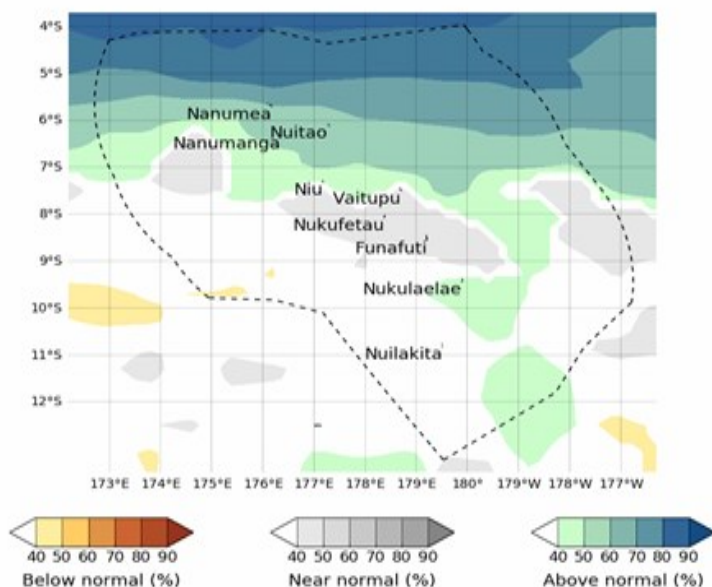 4°S
5°S
6°S
7°S
8°S
9°S
10°S
11°S
12°S
Nanumea
Nuitao
Nanumanga
Niu
Vaitupu
Nukufetau
Funafuti
Nukulaelae
Nuilakita
173°E 174°E 175°E 176°E 177°E 178°E 179°E 180° 179°W 178°W 177°W
40 50 60 70 80 90 40 50 60 70 80 90 40 50 60 70 80 90
Below normal (%) Near normal (%) Above normal (%)